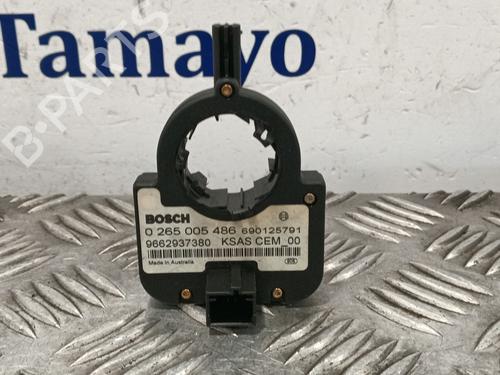 Tamayo
B-PARTS
BOSCH
0 265 005 486 690125791
9662937380 KSAS CEM_00
Made in Australia